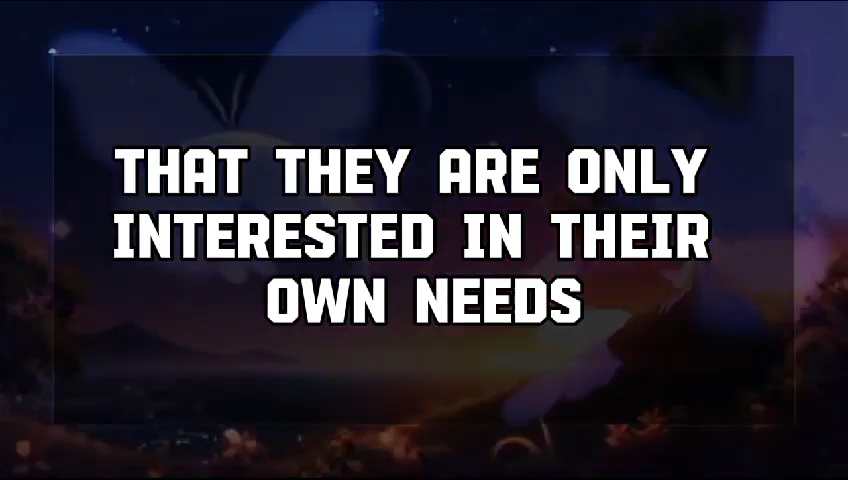 THAT THEY ARE ONLY
INTERESTED IN THEIR
OWN NEEDS